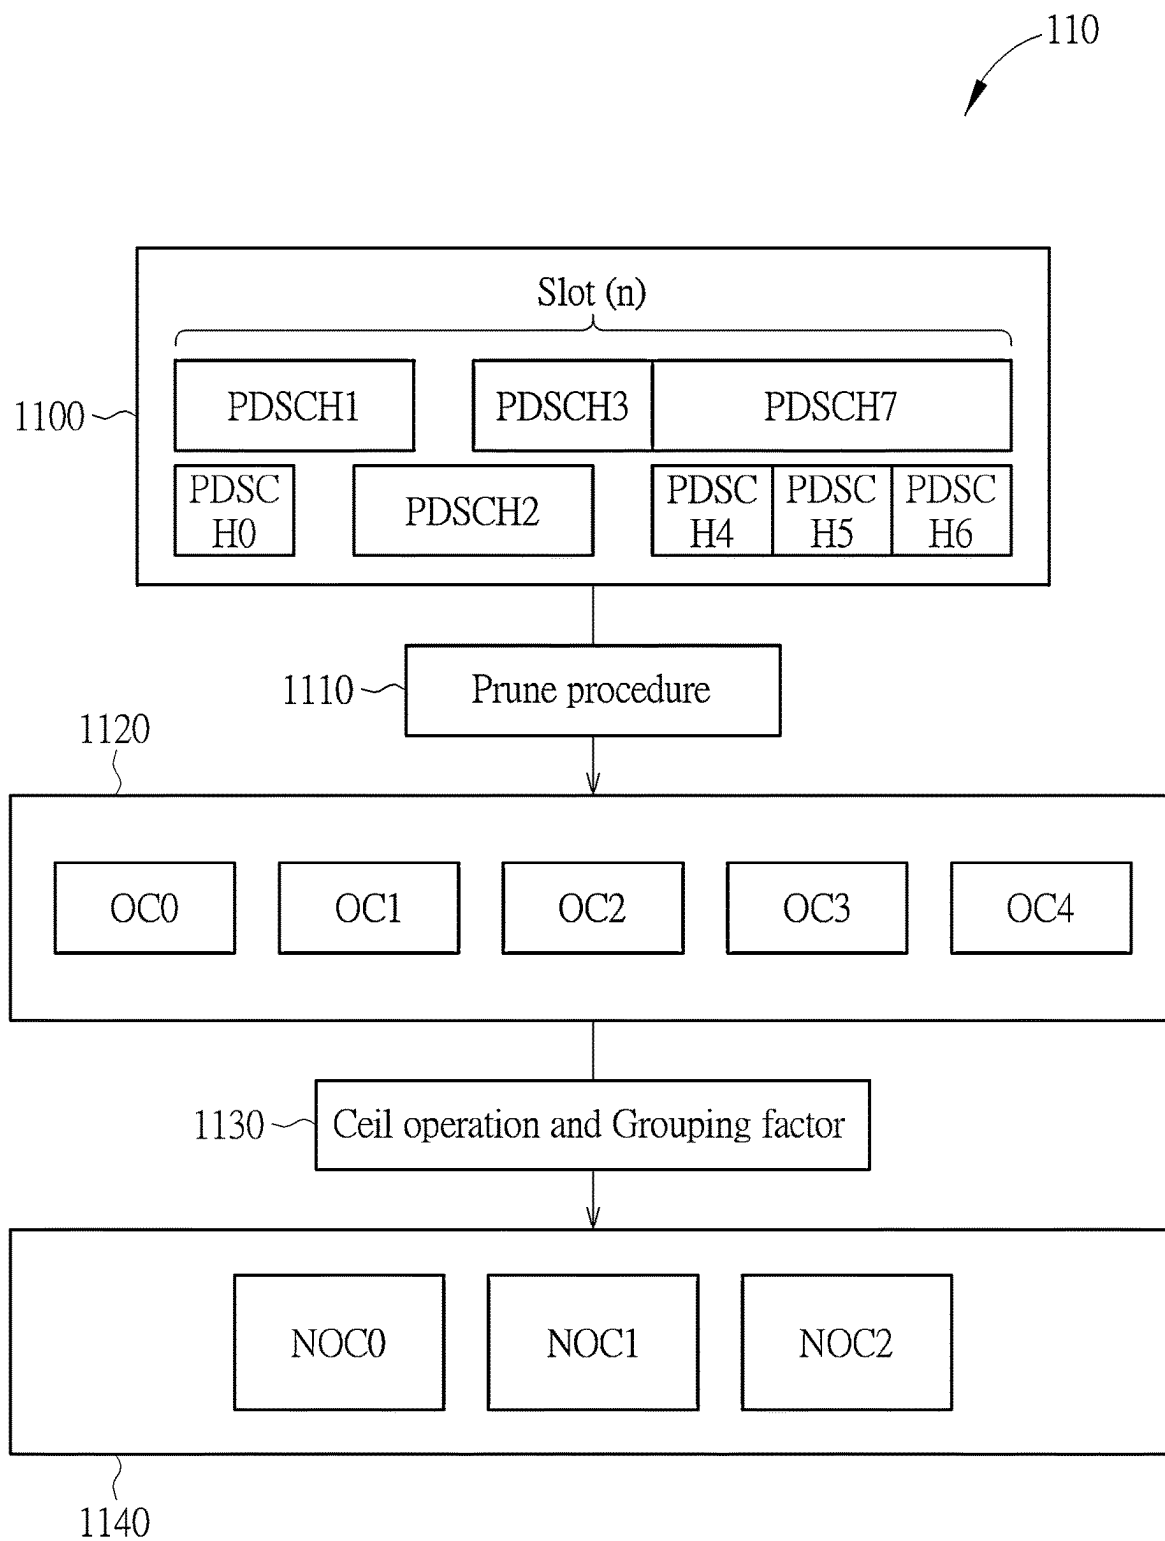 110
Slot (n)
1100
PDSCH1
PDSCH3
PDSCH7
PDSC
H0
PDSCH2
PDSC
H4
PDSC
H5
PDSC
H6
1110
Prune procedure
1120
OC0
OC1
OC2
OC3
OC4
1130
Ceil operation and Grouping factor
NOC0
NOC1
NOC2
1140